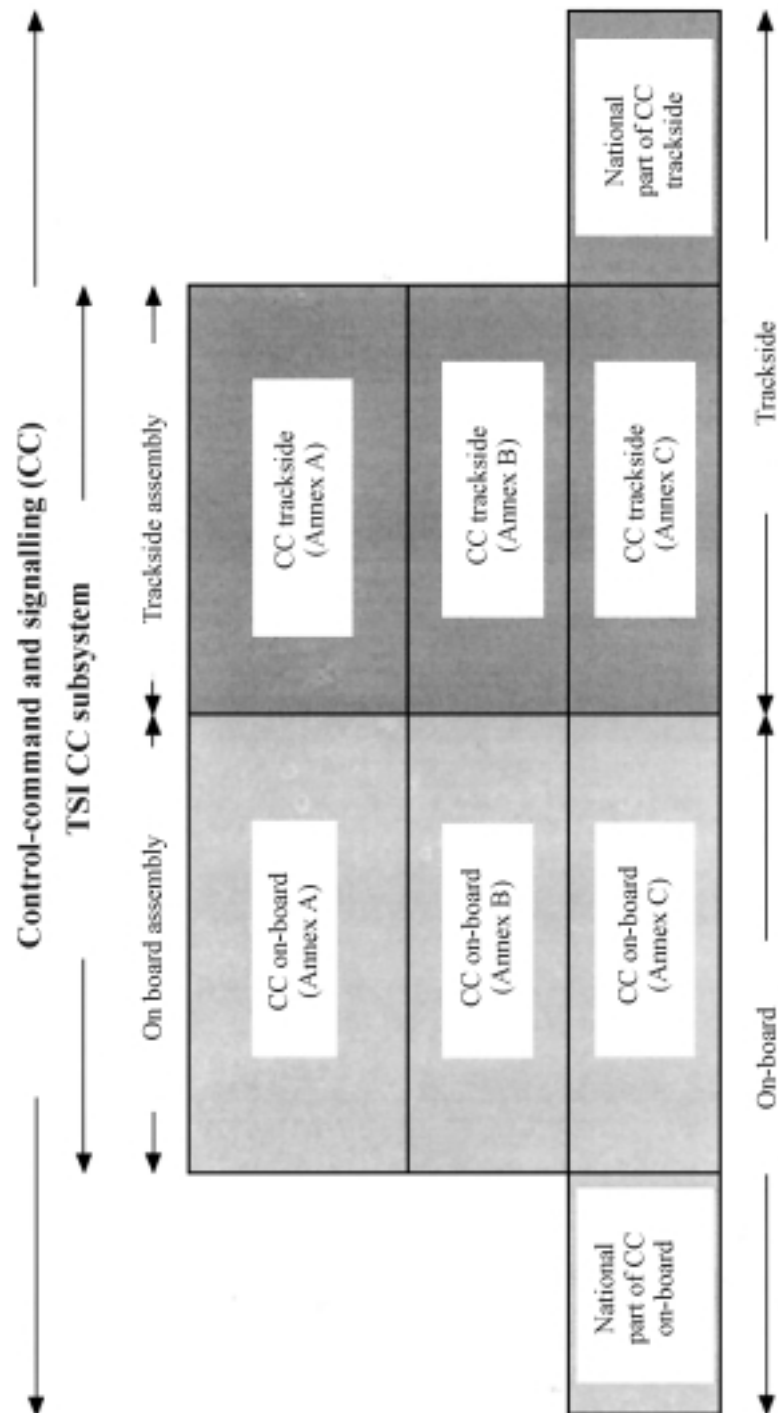 Control-command and signalling (CC)
TSI CC subsystem
On board assembly
Trackside assembly
CC on-board
(Annex A)
CC trackside
(Annex A)
CC on-board
(Annex B)
CC trackside
(Annex B)
National
part of CC
on-board
CC on-board
(Annex C)
CC trackside
(Annex C)
National
part of CC
trackside
On-board
Trackside